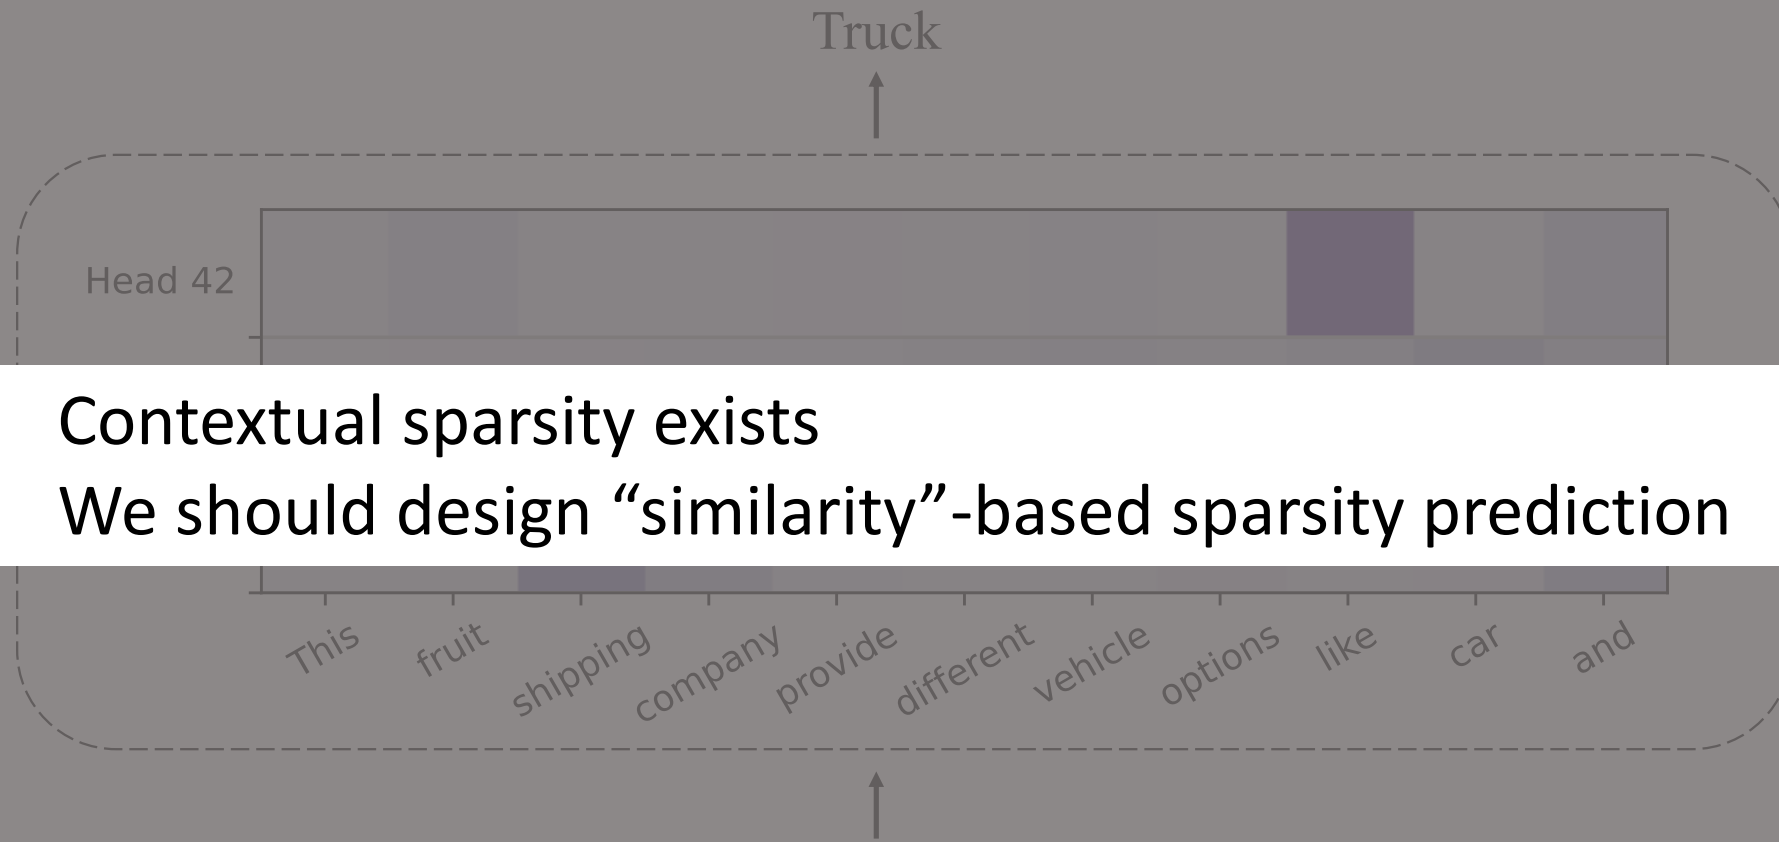 Truck
Head 42
Contextual sparsity exists
We should design “similarity”-based sparsity prediction
This fruit shipping company provide different vehicle options like car and